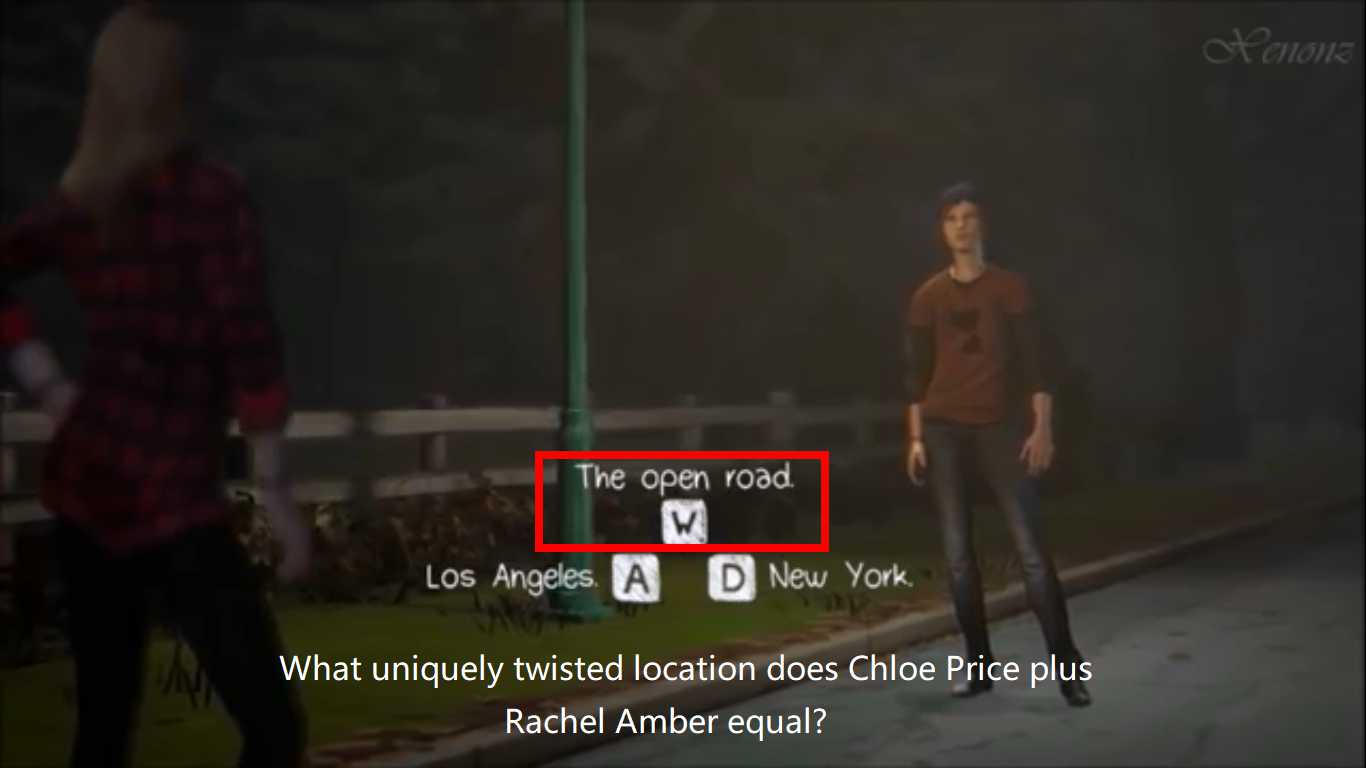 Xenonz
The open road.
W
Los Angeles. A D New York.
What uniquely twisted location does Chloe Price plus
Rachel Amber equal?